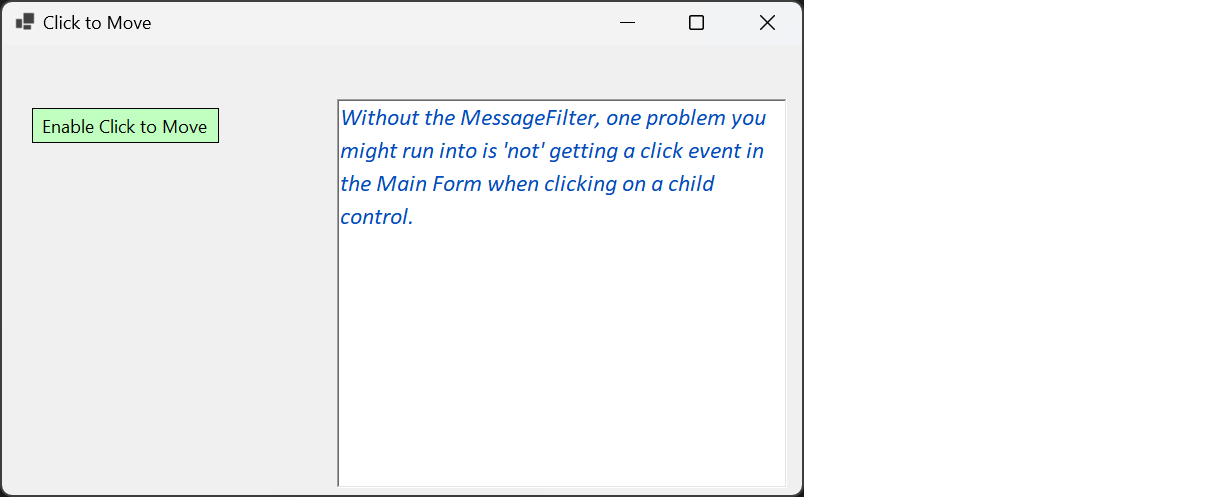 Click to Move
Enable Click to Move
Without the MessageFilter, one problem you
might run into is 'not' getting a click event in
the Main Form when clicking on a child
control.